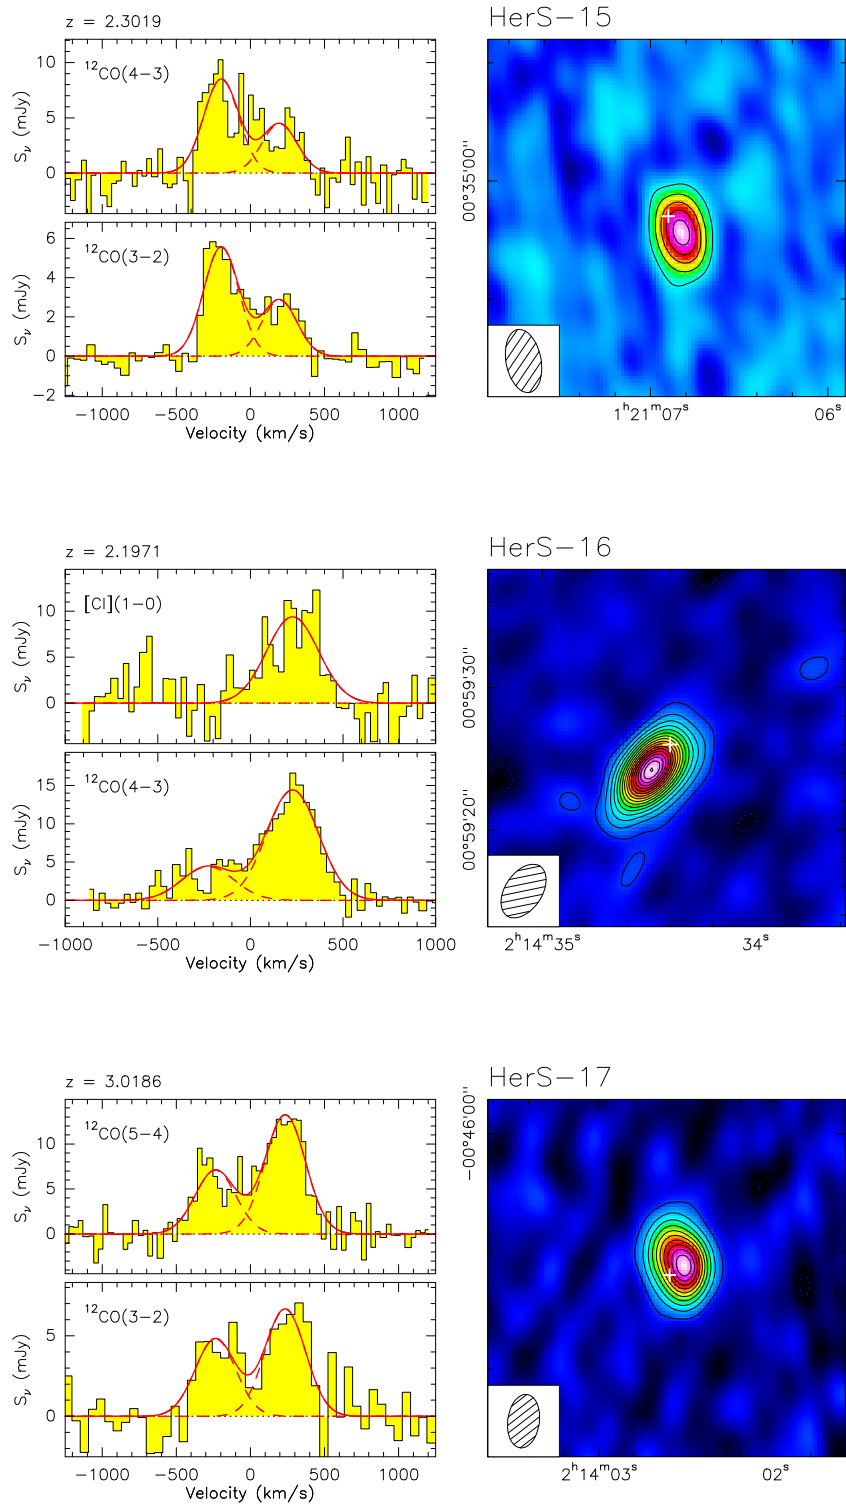 z = 2.3019
HerS−15
¹²CO(4−3)
10
5
0
Sν (mJy)
¹²CO(3−2)
6
4
2
0
−2
Sν (mJy)
−1000 −500 0 500 1000
Velocity (km/s)
00°35'00"
1ʰ21ᵐ07ˢ 06ˢ
z = 2.1971
HerS−16
[CI](1−0)
10
5
0
Sν (mJy)
¹²CO(4−3)
15
10
5
0
Sν (mJy)
−1000 −500 0 500 1000
Velocity (km/s)
00°59'30"
00°59'20"
2ʰ14ᵐ35ˢ 34ˢ
z = 3.0186
HerS−17
¹²CO(5−4)
10
5
0
Sν (mJy)
¹²CO(3−2)
5
0
Sν (mJy)
−1000 −500 0 500 1000
Velocity (km/s)
−00°46'00"
2ʰ14ᵐ03ˢ 02ˢ